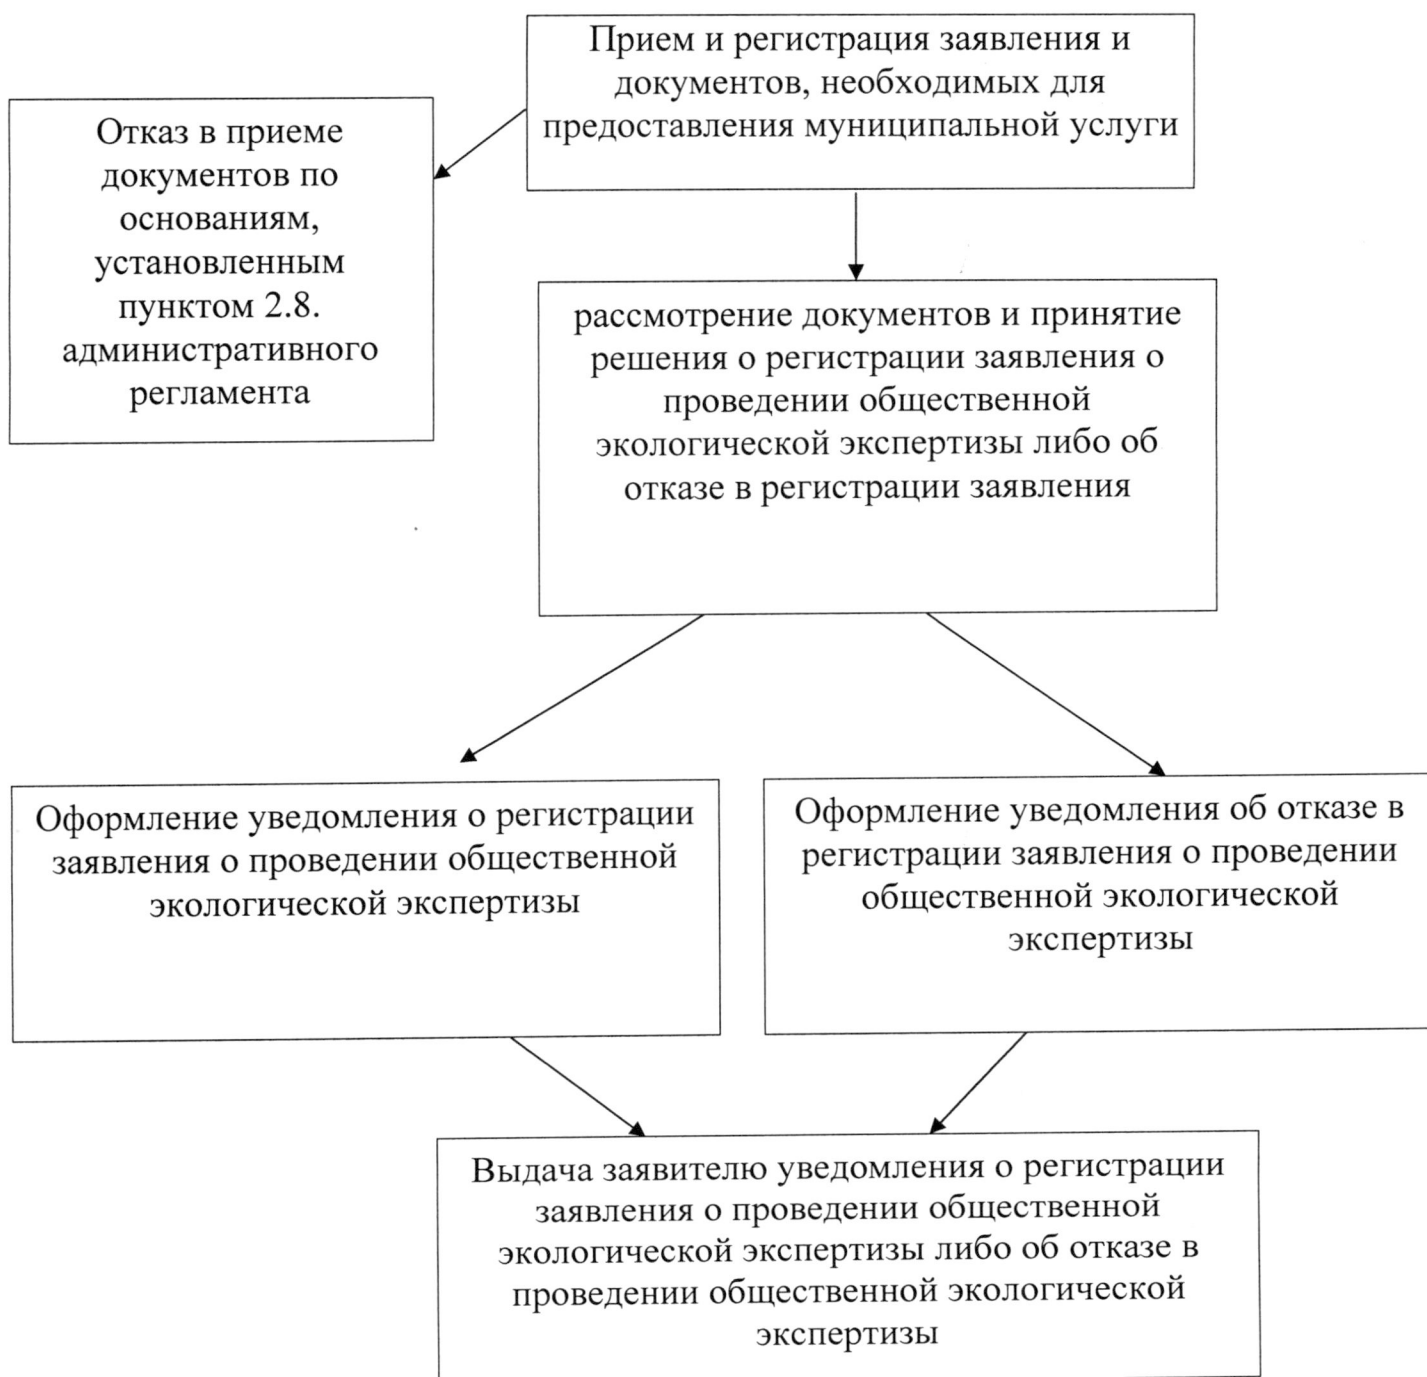 Прием и регистрация заявления и
документов, необходимых для
предоставления муниципальной услуги
Отказ в приеме
документов по
основаниям,
установленным
пунктом 2.8.
административного
регламента
рассмотрение документов и принятие
решения о регистрации заявления о
проведении общественной
экологической экспертизы либо об
отказе в регистрации заявления
Оформление уведомления о регистрации
заявления о проведении общественной
экологической экспертизы
Оформление уведомления об отказе в
регистрации заявления о проведении
общественной экологической
экспертизы
Выдача заявителю уведомления о регистрации
заявления о проведении общественной
экологической экспертизы либо об отказе в
проведении общественной экологической
экспертизы